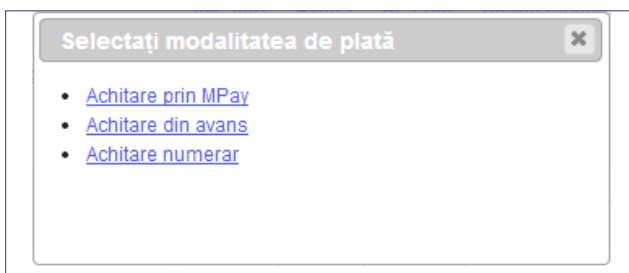 Selectați modalitatea de plată
Achitare prin MPay
Achitare din avans
Achitare numerar